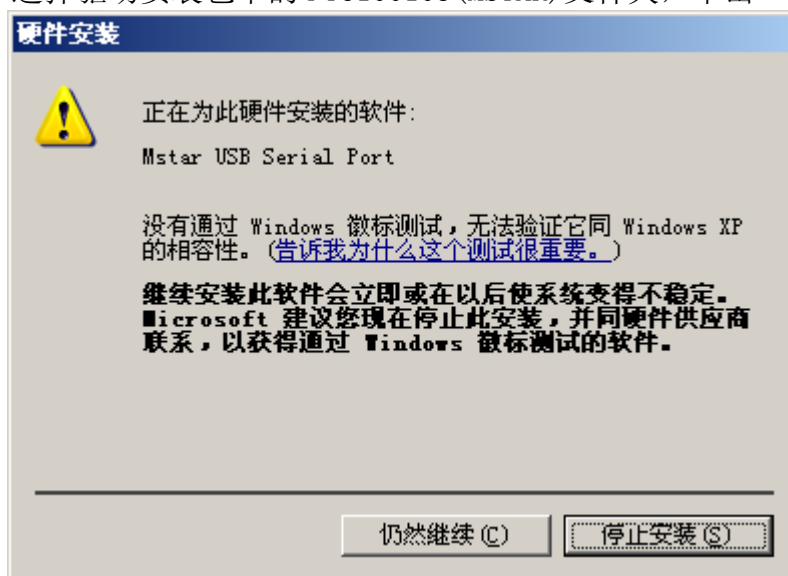 硬件安装
正在为此硬件安装的软件:
Mstar USB Serial Port
没有通过 Windows 徽标测试，无法验证它同 Windows XP
的相容性。(告诉我为什么这个测试很重要。)
继续安装此软件会立即或在以后使系统变得不稳定。
Microsoft 建议您现在停止此安装，并同硬件供应商
联系，以获得通过 Windows 徽标测试的软件。
仍然继续(C)
停止安装(S)